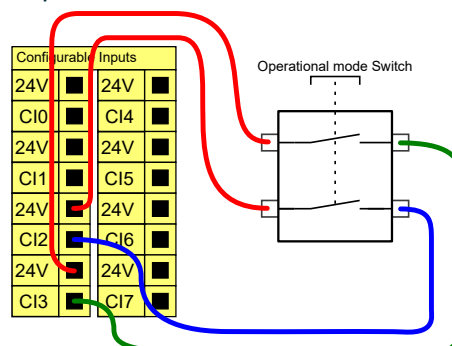 Configurable Inputs
Operational mode Switch
24V 24V
CI0 CI4
24V 24V
CI1 CI5
24V 24V
CI2 CI6
24V 24V
CI3 CI7